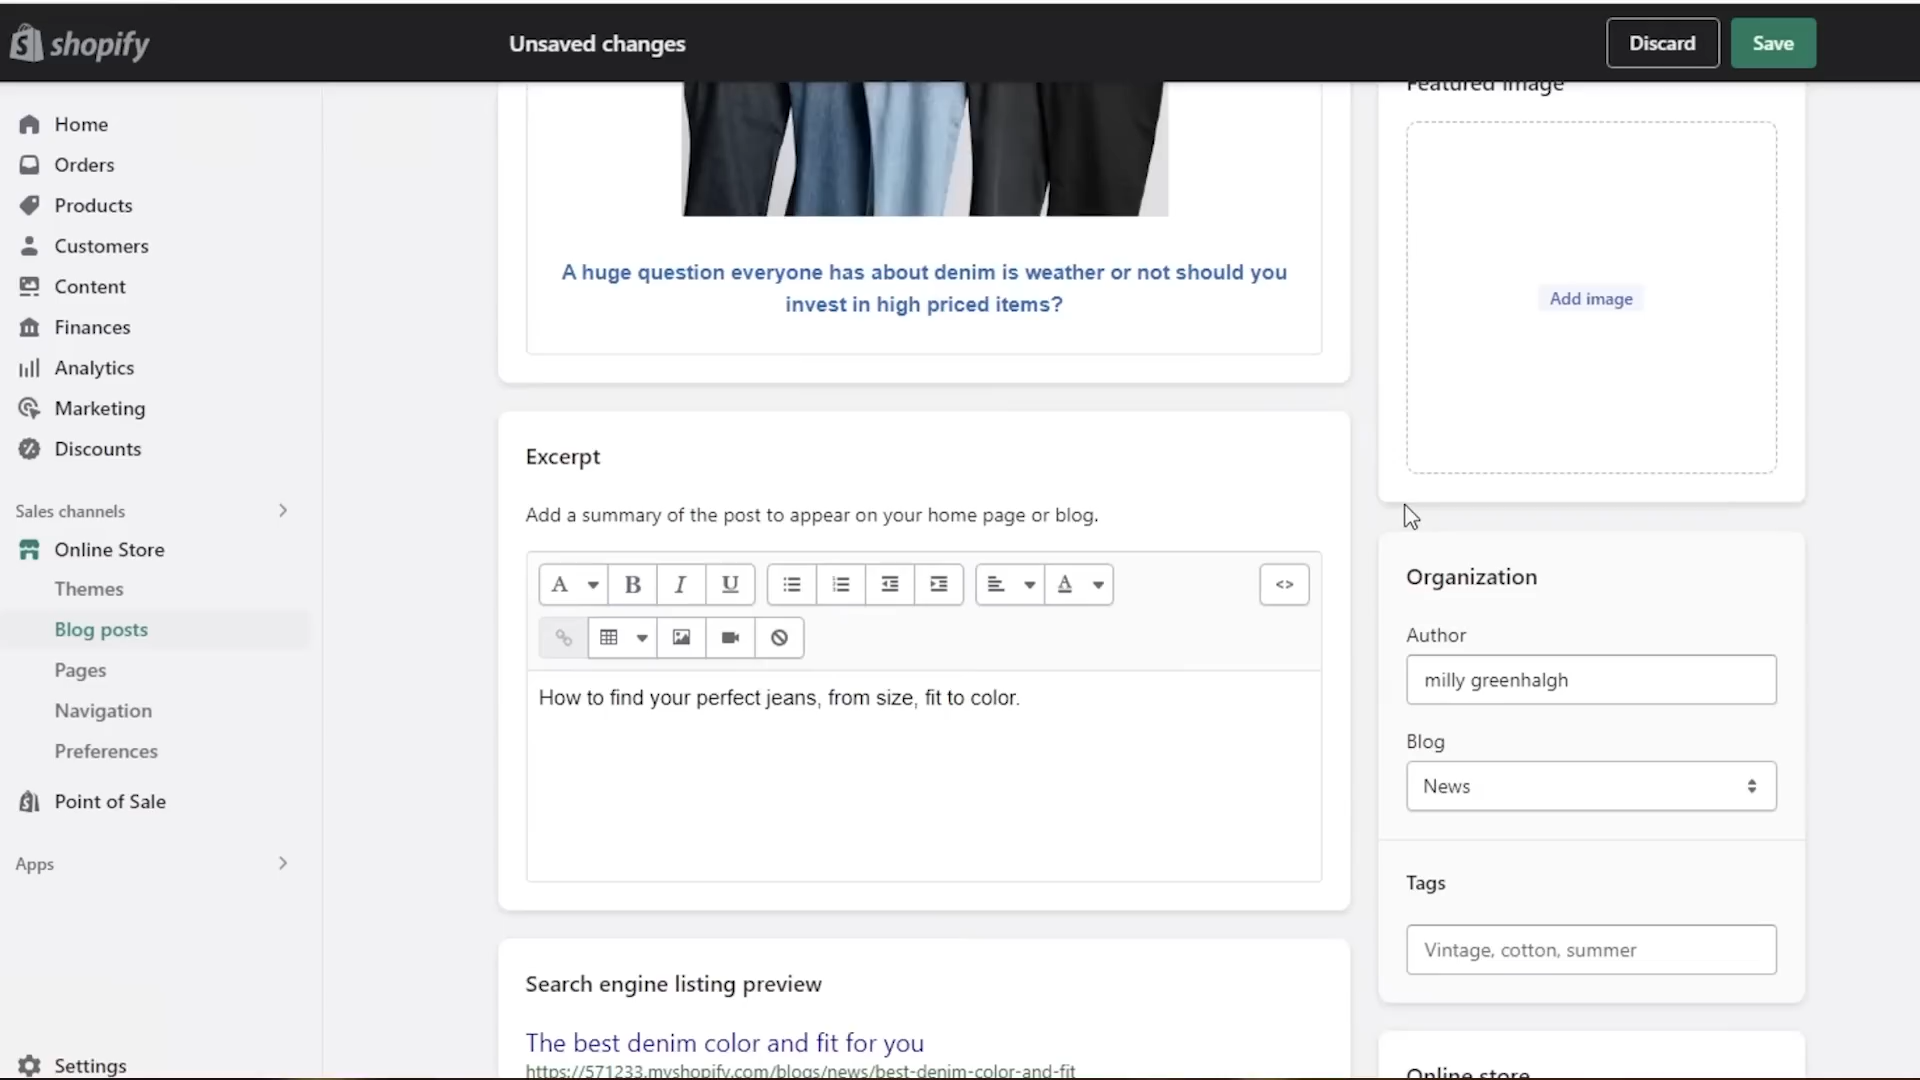 shopify
Unsaved changes
Discard
Save
Home
Orders
Products
Customers
Content
Finances
Analytics
Marketing
Discounts
Sales channels
Online Store
Themes
Blog posts
Pages
Navigation
Preferences
Point of Sale
Apps
Settings
A huge question everyone has about denim is weather or not should you
invest in high priced items?
Excerpt
Add a summary of the post to appear on your home page or blog.
A B I U A <>
How to find your perfect jeans, from size, fit to color.
Search engine listing preview
The best denim color and fit for you
https://571233.myshopify.com/blogs/news/best-denim-color-and-fit
Featured image
Add image
Organization
Author
milly greenhalgh
Blog
News
Tags
Vintage, cotton, summer
Online store